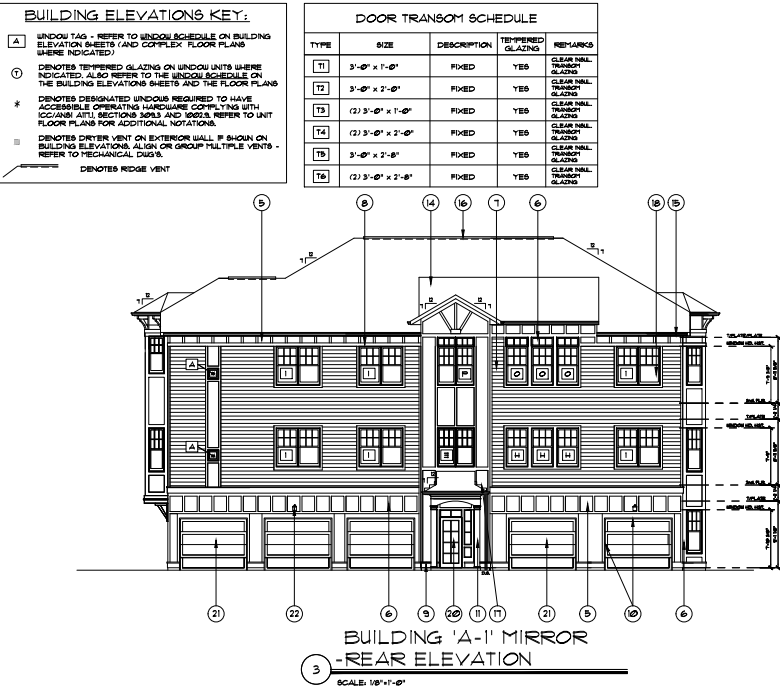 BUILDING ELEVATIONS KEY:
A
WINDOW TAG - REFER TO WINDOW SCHEDULE ON BUILDING
ELEVATION SHEETS (AND COMPLEX FLOOR PLANS
WHERE INDICATED)
T
DENOTES TEMPERED GLAZING ON WINDOW UNITS WHERE
INDICATED. ALSO REFER TO THE WINDOW SCHEDULE ON
THE BUILDING ELEVATIONS SHEETS AND THE FLOOR PLANS
*
DENOTES DESIGNATED WINDOWS REQUIRED TO HAVE
ACCESSIBLE OPERATING HARDWARE COMPLYING WITH
ICC/ANSI A117.1, SECTIONS 309.3 AND 1002.9. REFER TO UNIT
FLOOR PLANS FOR ADDITIONAL NOTATIONS.
DENOTES DRYER VENT ON EXTERIOR WALL IF SHOWN ON
BUILDING ELEVATIONS. ALIGN OR GROUP MULTIPLE VENTS -
REFER TO MECHANICAL DWG'S.
DENOTES RIDGE VENT
DOOR TRANSOM SCHEDULE
TYPE SIZE DESCRIPTION TEMPERED GLAZING REMARKS
T1 3'-0" x 1'-0" FIXED YES CLEAR INSUL. TRANSOM GLAZING
T2 3'-0" x 2'-0" FIXED YES CLEAR INSUL. TRANSOM GLAZING
T3 (2) 3'-0" x 1'-0" FIXED YES CLEAR INSUL. TRANSOM GLAZING
T4 (2) 3'-0" x 2'-0" FIXED YES CLEAR INSUL. TRANSOM GLAZING
T5 3'-0" x 2'-8" FIXED YES CLEAR INSUL. TRANSOM GLAZING
T6 (2) 3'-0" x 2'-8" FIXED YES CLEAR INSUL. TRANSOM GLAZING
5 8 14 16 7 6 18 15
12 12
12 12 12 12
A
I I P O O O I
A
I I H H H I
12
21 22 6 9 20 11 17 21 5 10 6
BUILDING 'A-1' MIRROR
3
-REAR ELEVATION
SCALE: 1/8"=1'-0"